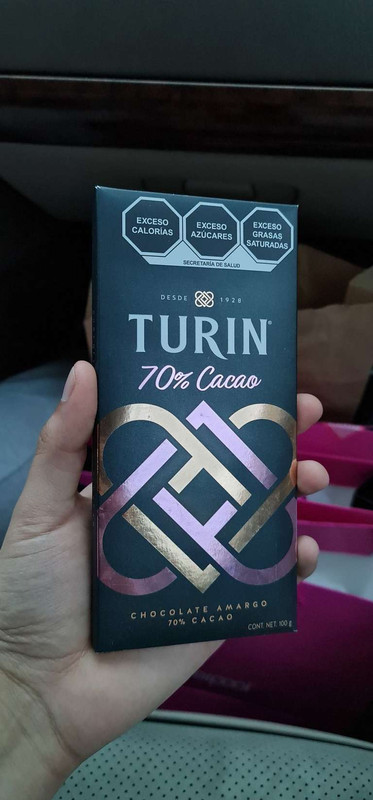 EXCESO
CALORÍAS
EXCESO
AZÚCARES
EXCESO
GRASAS
SATURADAS
SECRETARÍA DE SALUD
DESDE 1928
TURIN®
70% Cacao
CHOCOLATE AMARGO
70% CACAO
CONT. NET. 100 g